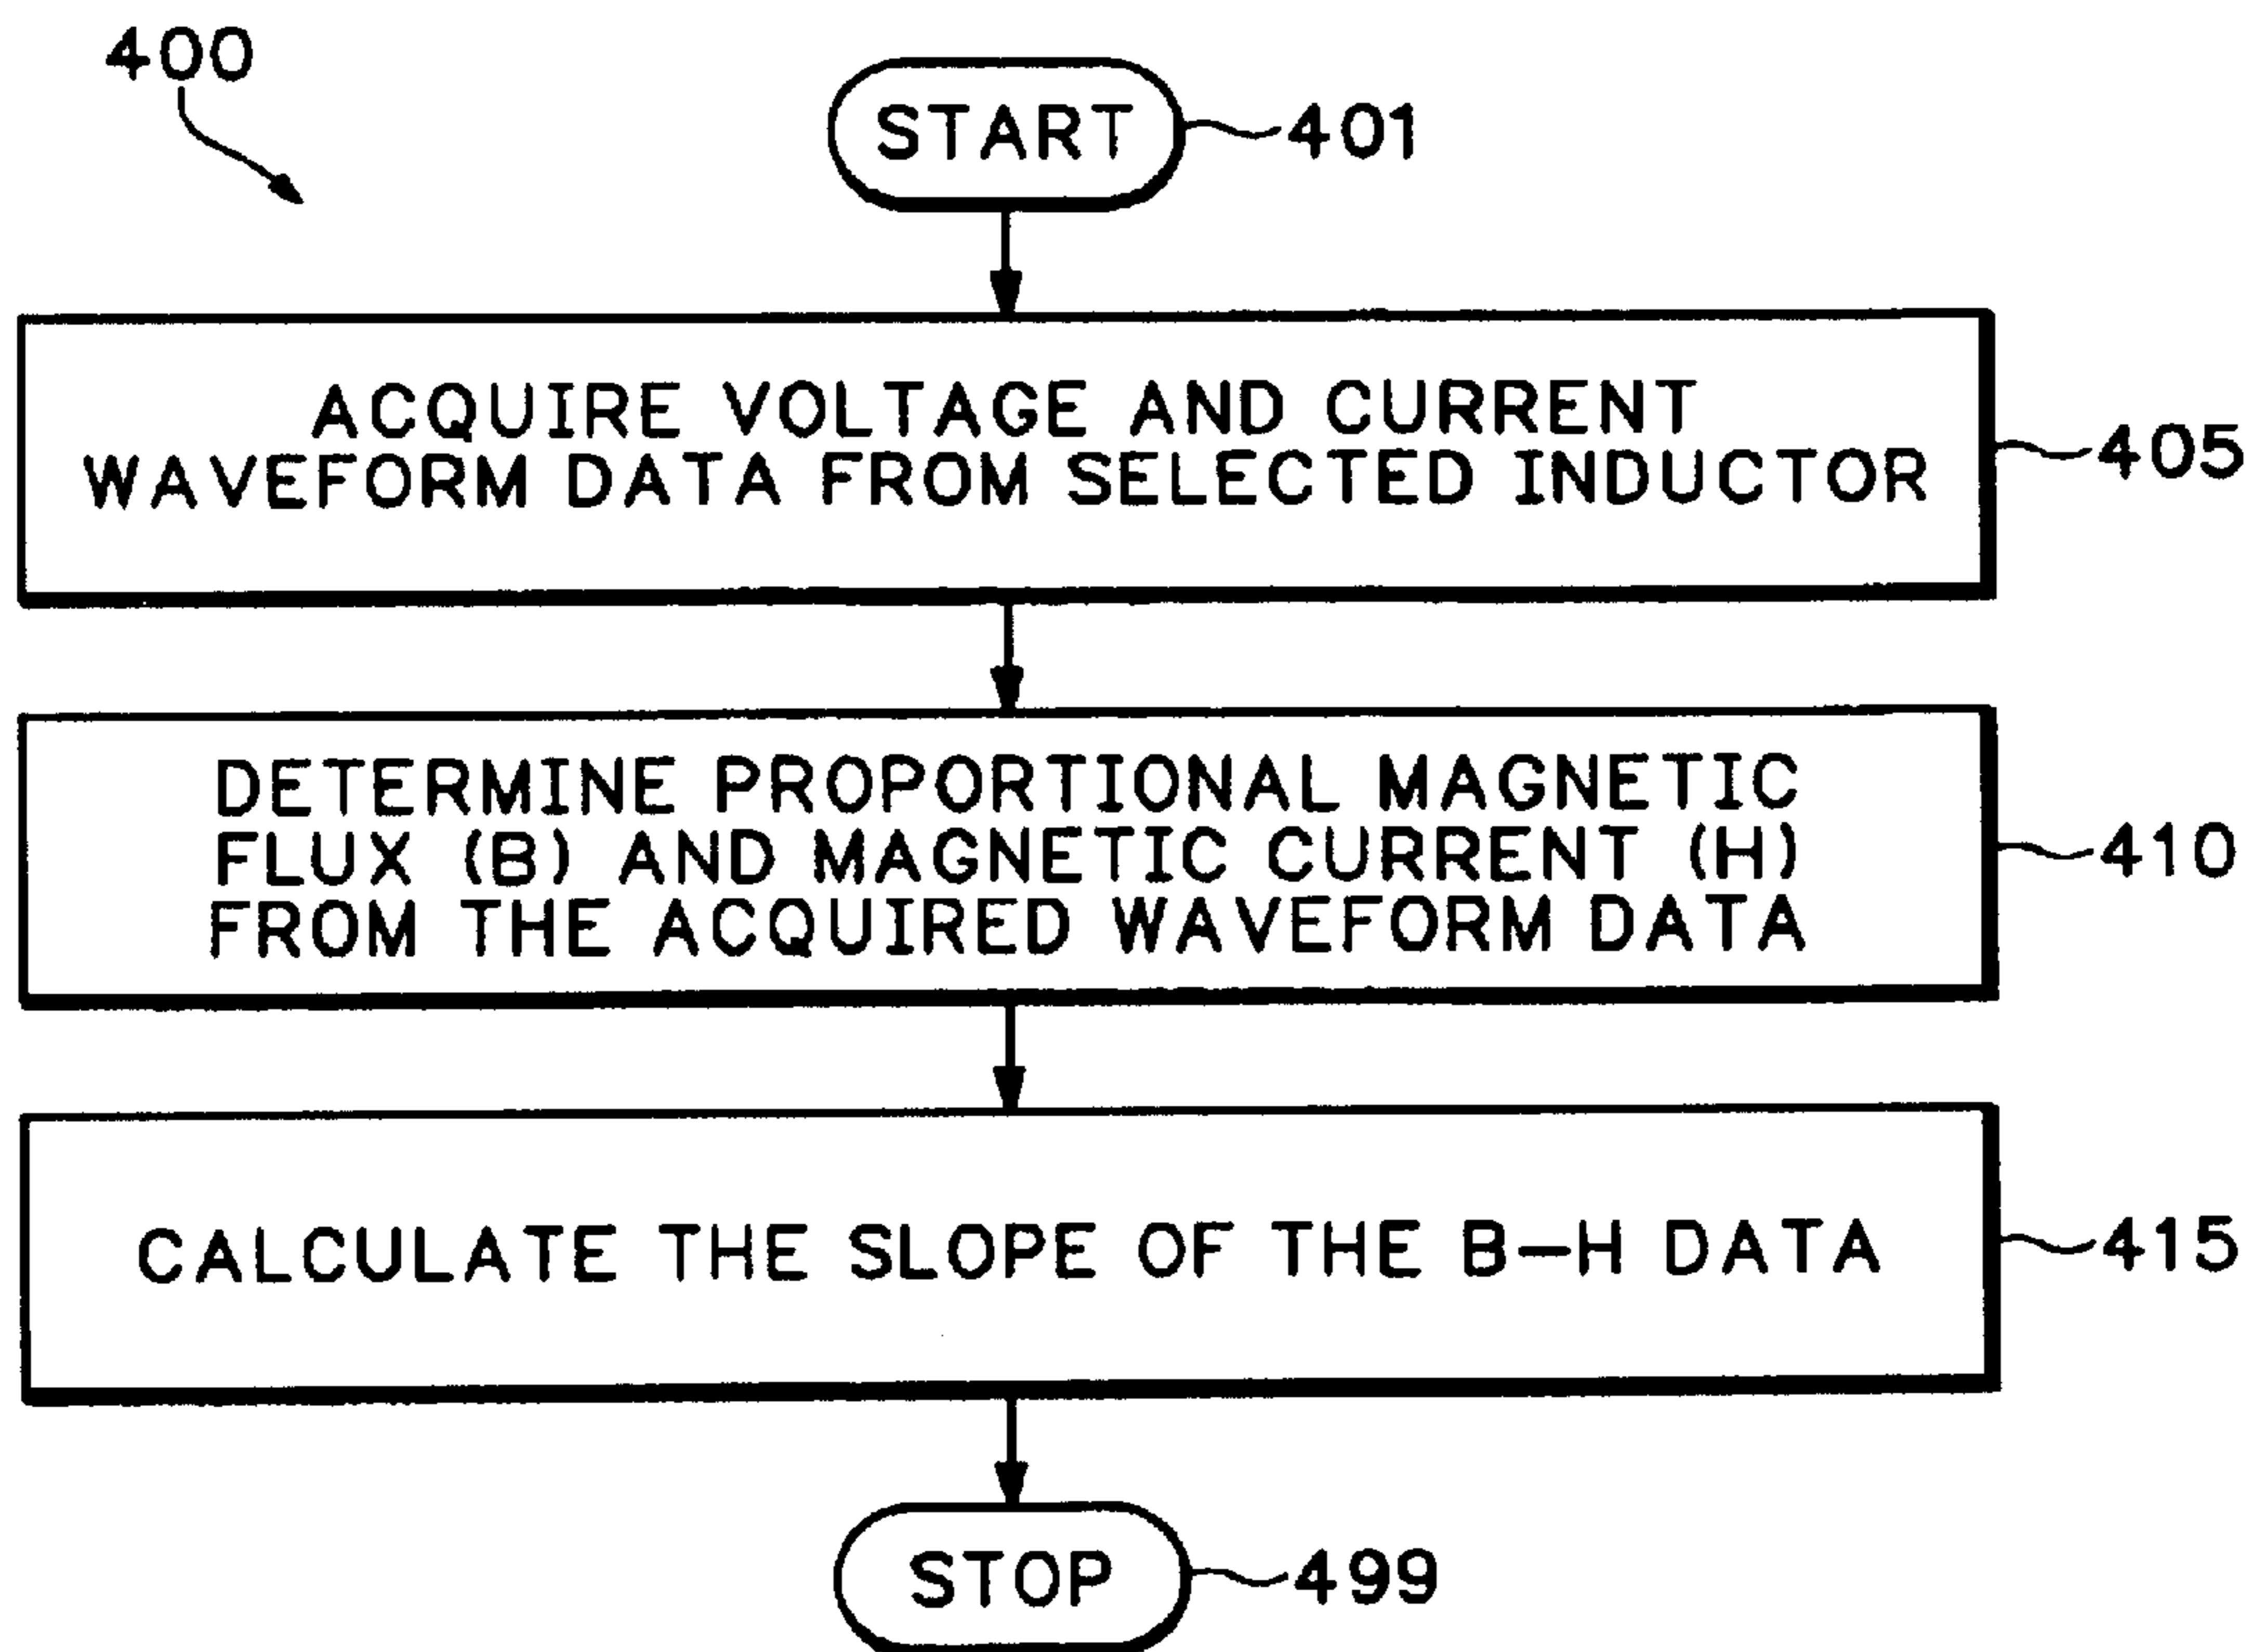 400
START
401
ACQUIRE VOLTAGE AND CURRENT
WAVEFORM DATA FROM SELECTED INDUCTOR
405
DETERMINE PROPORTIONAL MAGNETIC
FLUX (B) AND MAGNETIC CURRENT (H)
FROM THE ACQUIRED WAVEFORM DATA
410
CALCULATE THE SLOPE OF THE B-H DATA
415
STOP
499